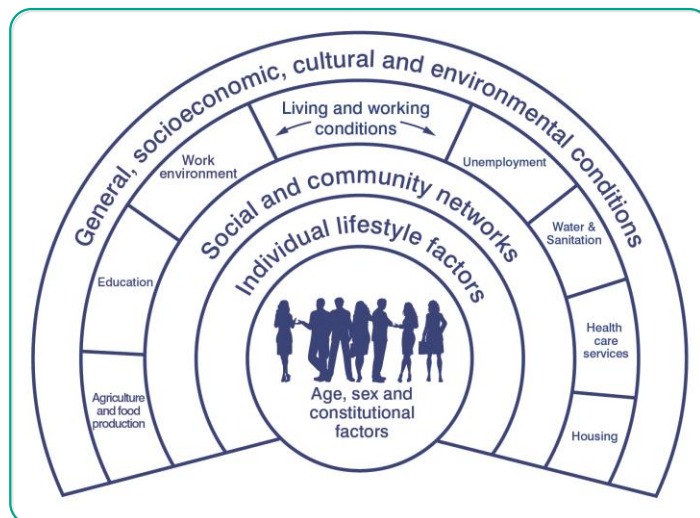 General, socioeconomic, cultural and environmental conditions
Living and working
conditions
Work
environment
Unemployment
Education
Water &
Sanitation
Agriculture
and food
production
Health
care
services
Housing
Social and community networks
Individual lifestyle factors
Age, sex and
constitutional
factors